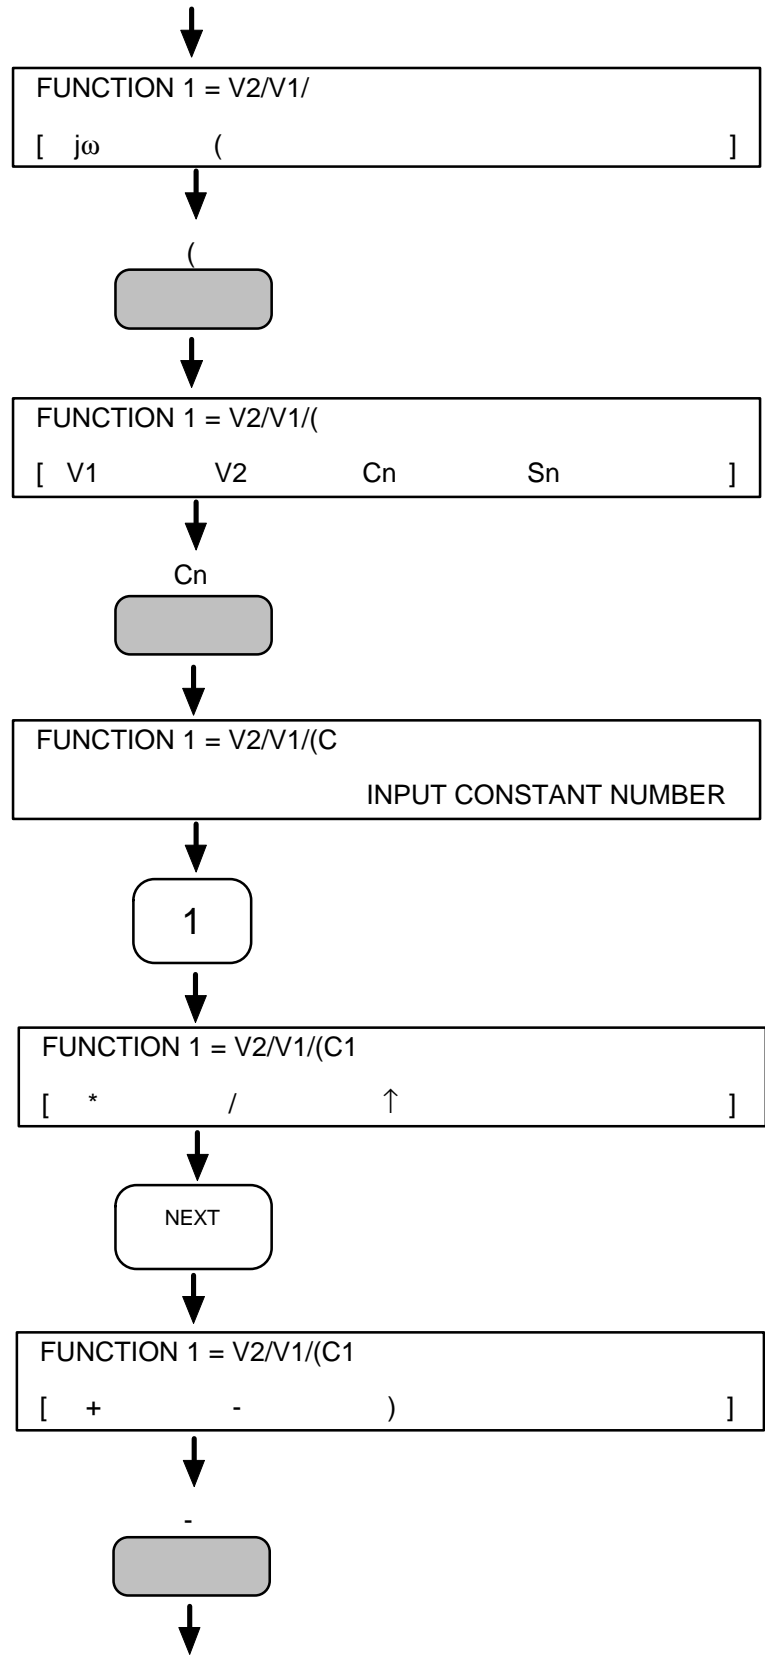 FUNCTION 1 = V2/V1/
[ jω ( ]
(
FUNCTION 1 = V2/V1/(
[ V1 V2 Cn Sn ]
Cn
FUNCTION 1 = V2/V1/(C
INPUT CONSTANT NUMBER
1
FUNCTION 1 = V2/V1/(C1
[ * / ↑ ]
NEXT
FUNCTION 1 = V2/V1/(C1
[ + - ) ]
-